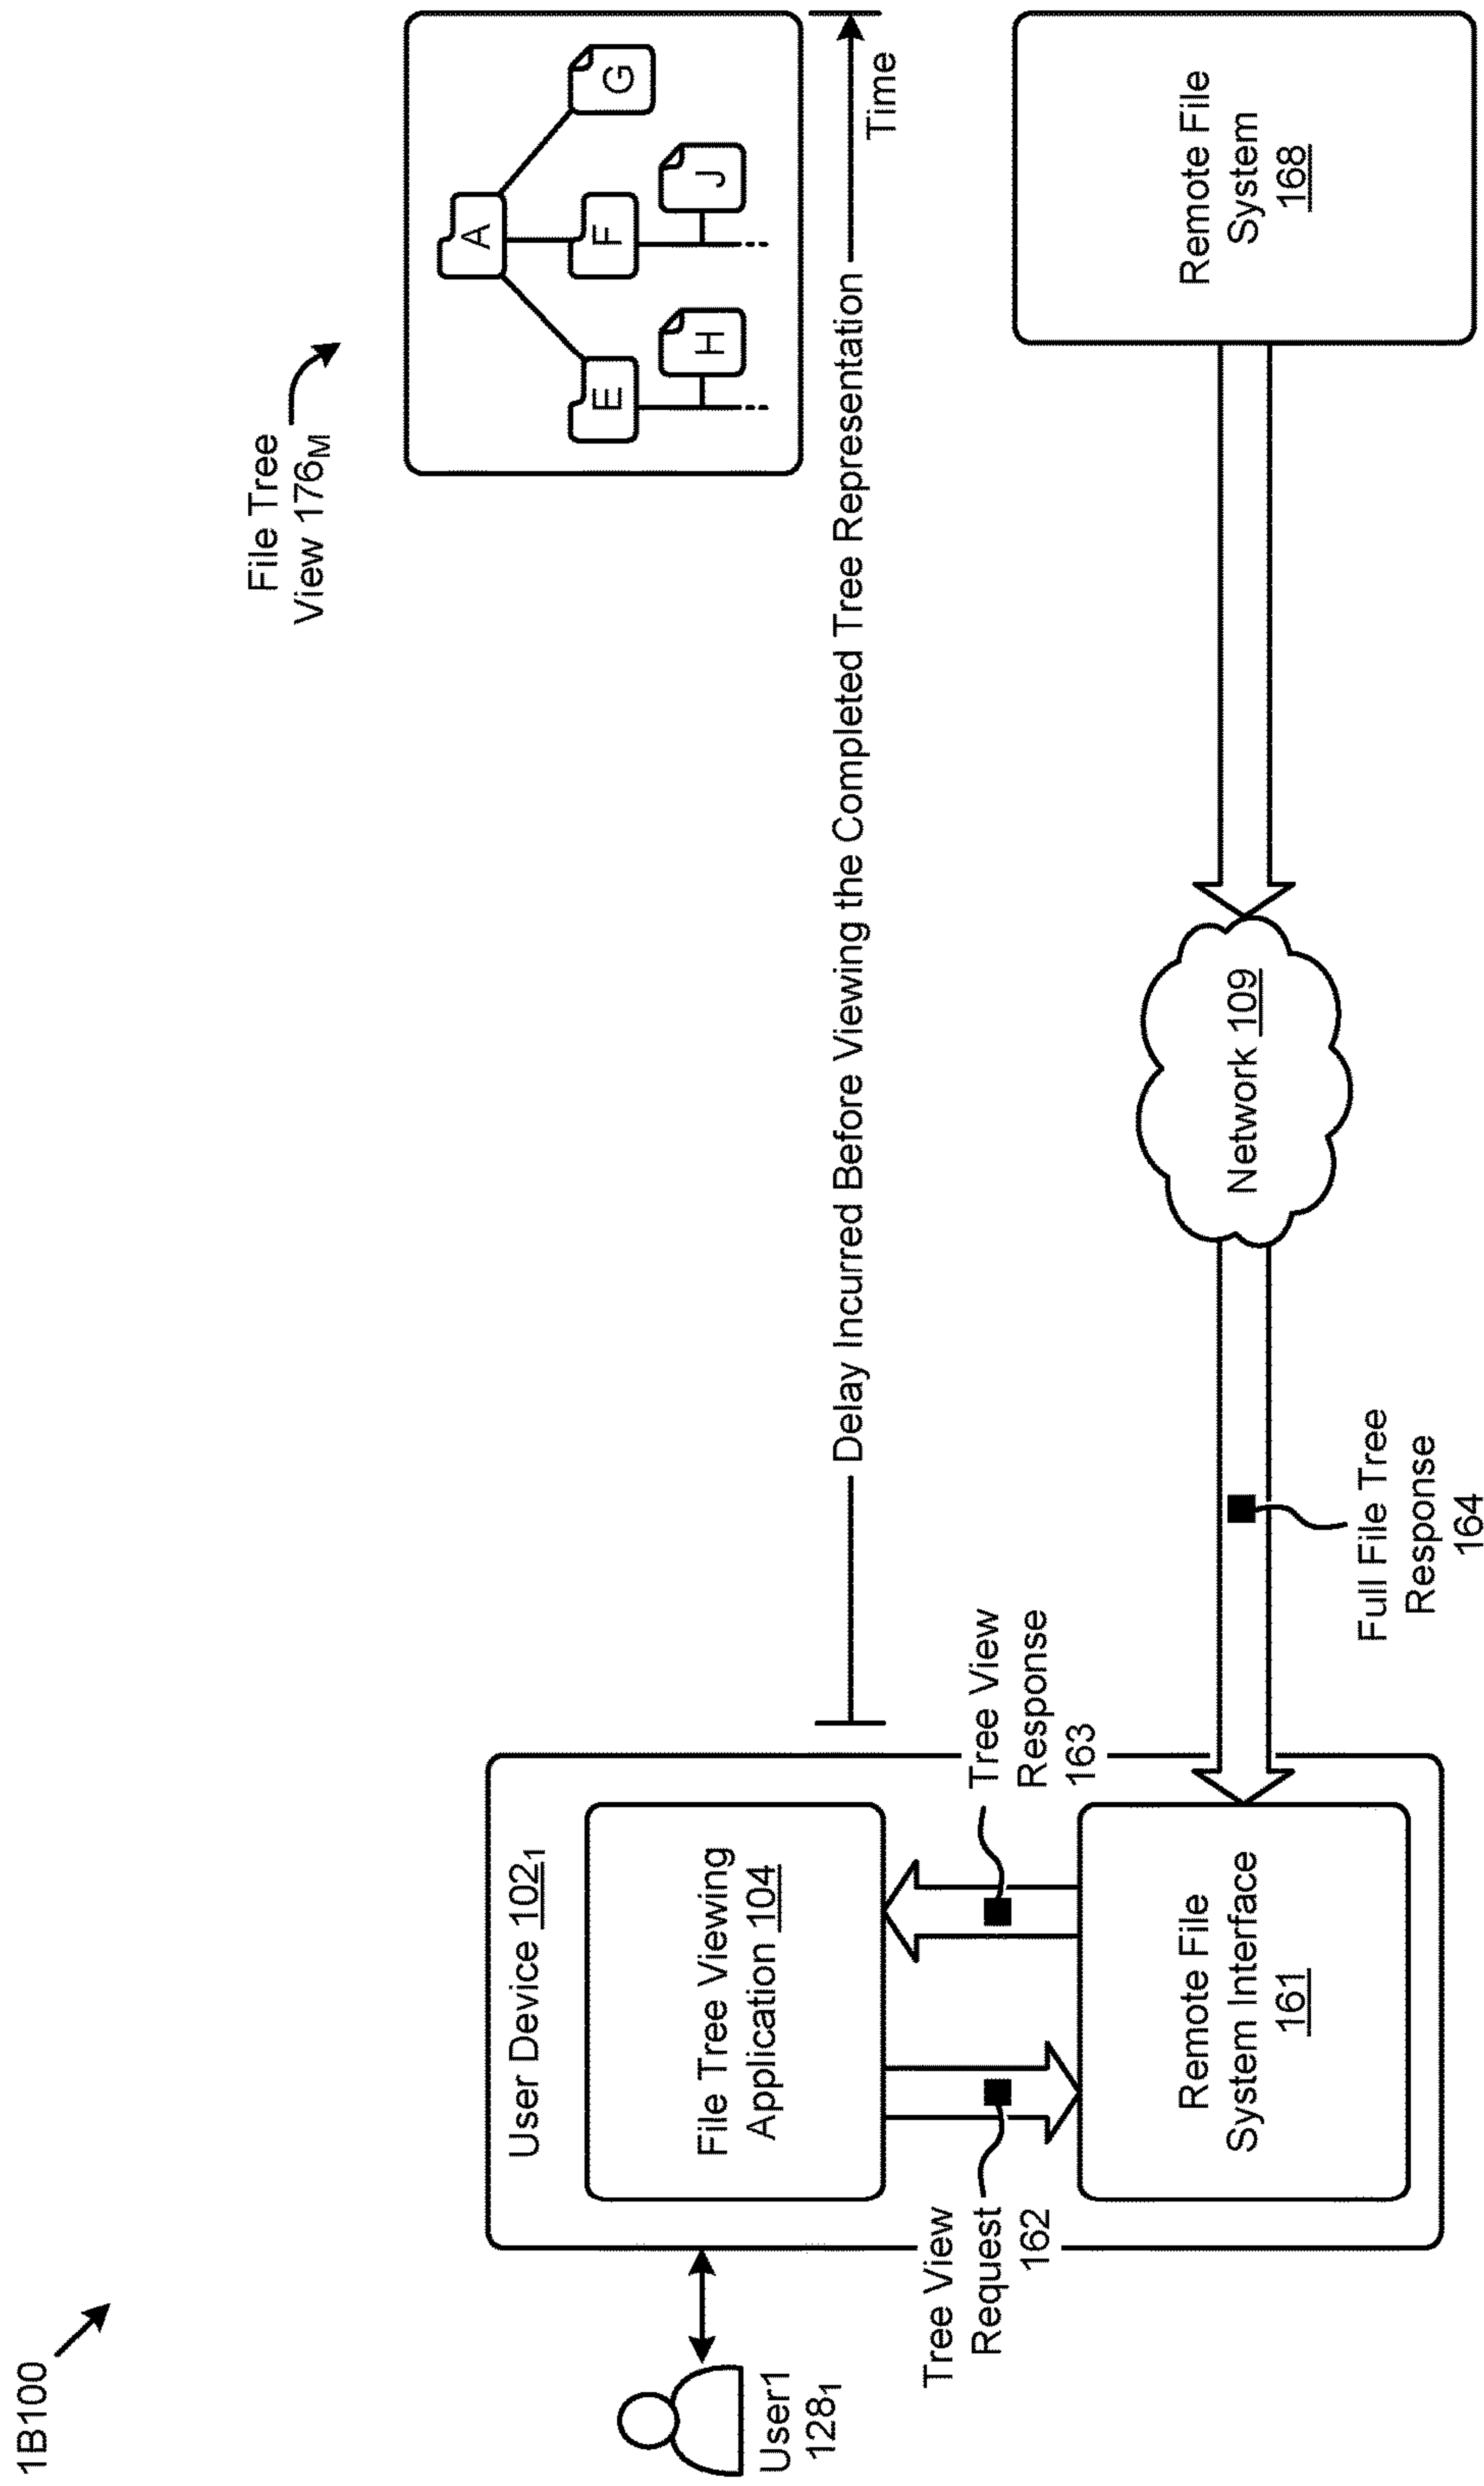 1B100
File Tree
View 176M
A
E
F
G
H
J
Delay Incurred Before Viewing the Completed Tree Representation
Time
User1
128₁
User Device 102₁
File Tree Viewing
Application 104
Tree View
Request
162
Tree View
Response
163
Remote File
System Interface
161
Full File Tree
Response
164
Network 109
Remote File
System
168